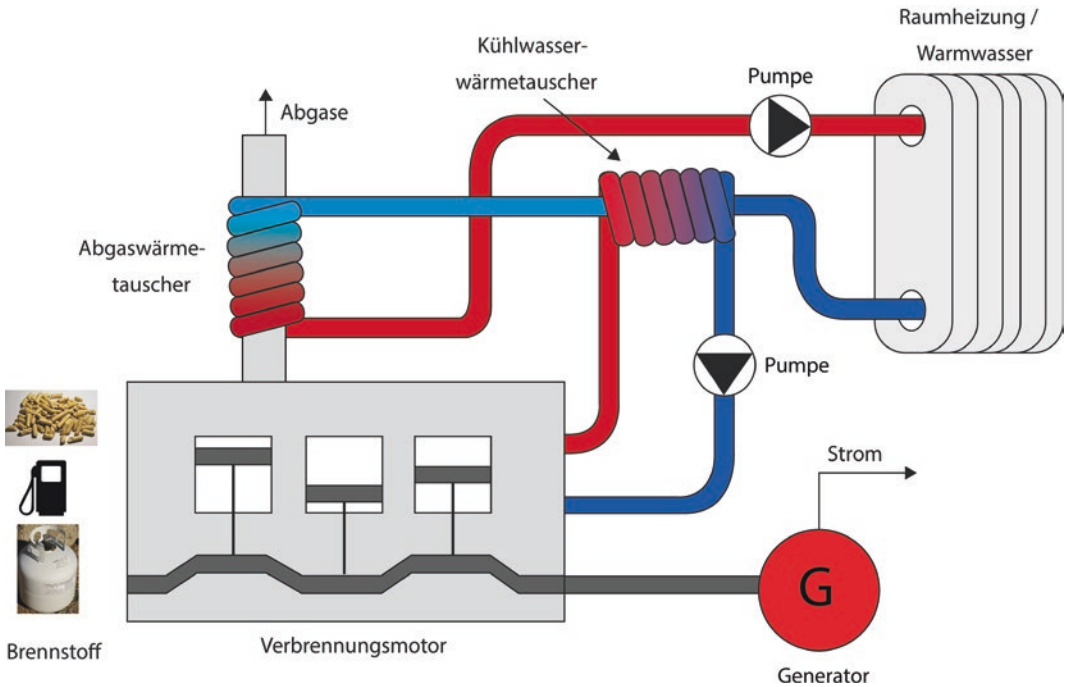 Raumheizung /
Warmwasser
Kühlwasser-
wärmetauscher
Pumpe
Abgase
Abgaswärme-
tauscher
Pumpe
Strom
G
Brennstoff
Verbrennungsmotor
Generator